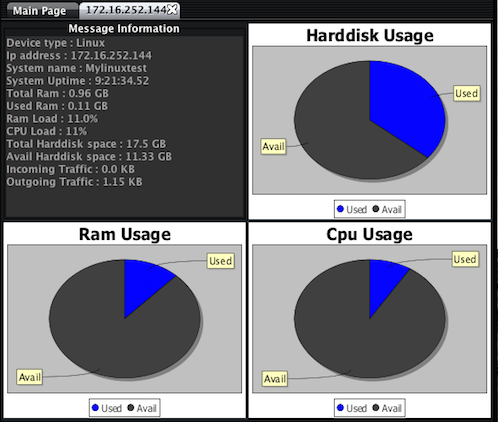 Main Page
172.16.252.144
Message Information
Device type : Linux
Ip address : 172.16.252.144
System name : Mylinuxtest
System Uptime : 9:21:34.52
Total Ram : 0.96 GB
Used Ram : 0.11 GB
Ram Load : 11.0%
CPU Load : 11%
Total Harddisk space : 17.5 GB
Avail Harddisk space : 11.33 GB
Incoming Traffic : 0.0 KB
Outgoing Traffic : 1.15 KB
Harddisk Usage
Used
Avail
Used Avail
Ram Usage
Used
Avail
Used Avail
Cpu Usage
Used
Avail
Used Avail